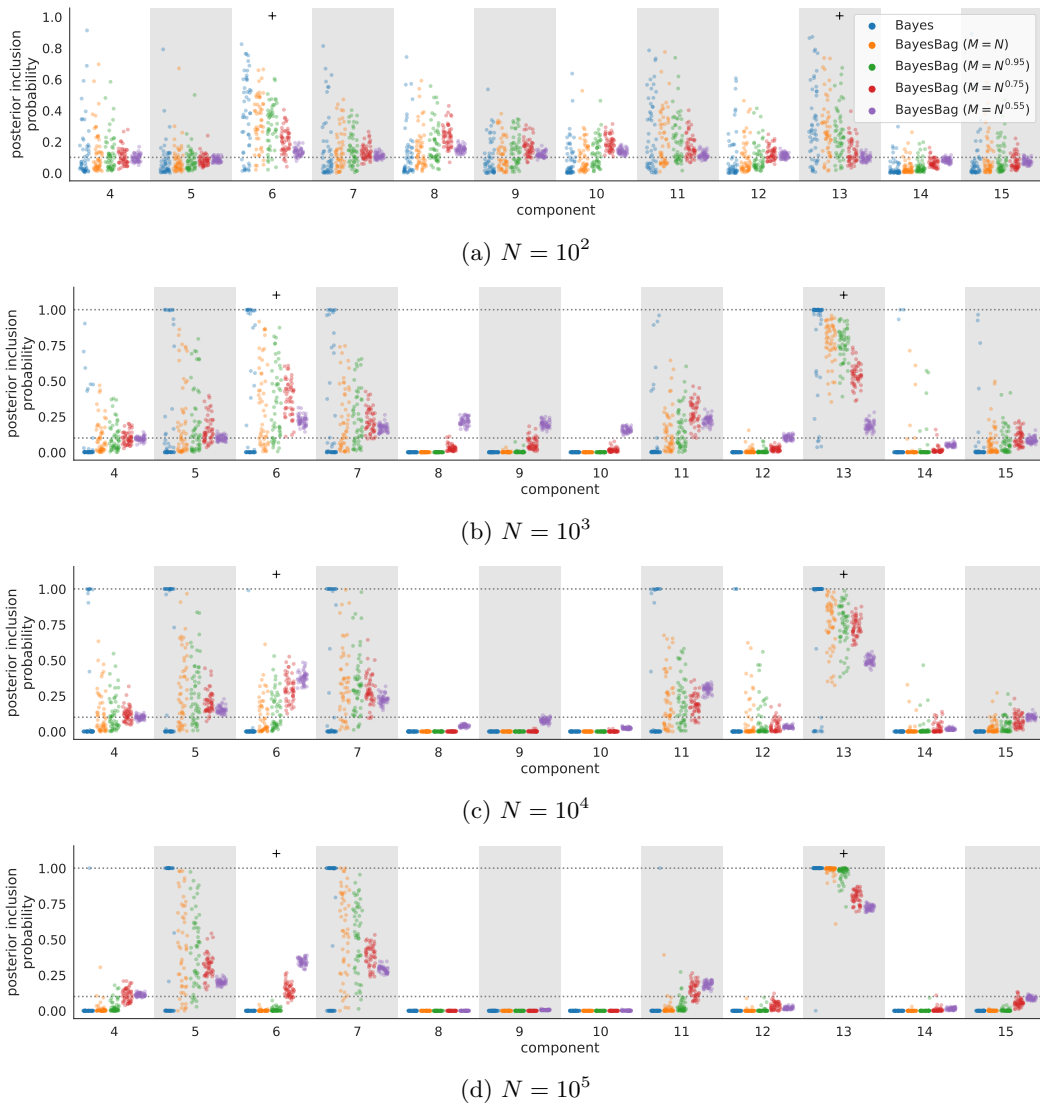 posterior inclusion
probability
1.0
0.8
0.6
0.4
0.2
0.0
+
+
Bayes
BayesBag (M = N)
BayesBag (M = N^0.95)
BayesBag (M = N^0.75)
BayesBag (M = N^0.55)
4 5 6 7 8 9 10 11 12 13 14 15
component
(a) N = 10^2
posterior inclusion
probability
1.00
0.75
0.50
0.25
0.00
+
+
4 5 6 7 8 9 10 11 12 13 14 15
component
(b) N = 10^3
posterior inclusion
probability
1.00
0.75
0.50
0.25
0.00
+
+
4 5 6 7 8 9 10 11 12 13 14 15
component
(c) N = 10^4
posterior inclusion
probability
1.00
0.75
0.50
0.25
0.00
+
+
4 5 6 7 8 9 10 11 12 13 14 15
component
(d) N = 10^5